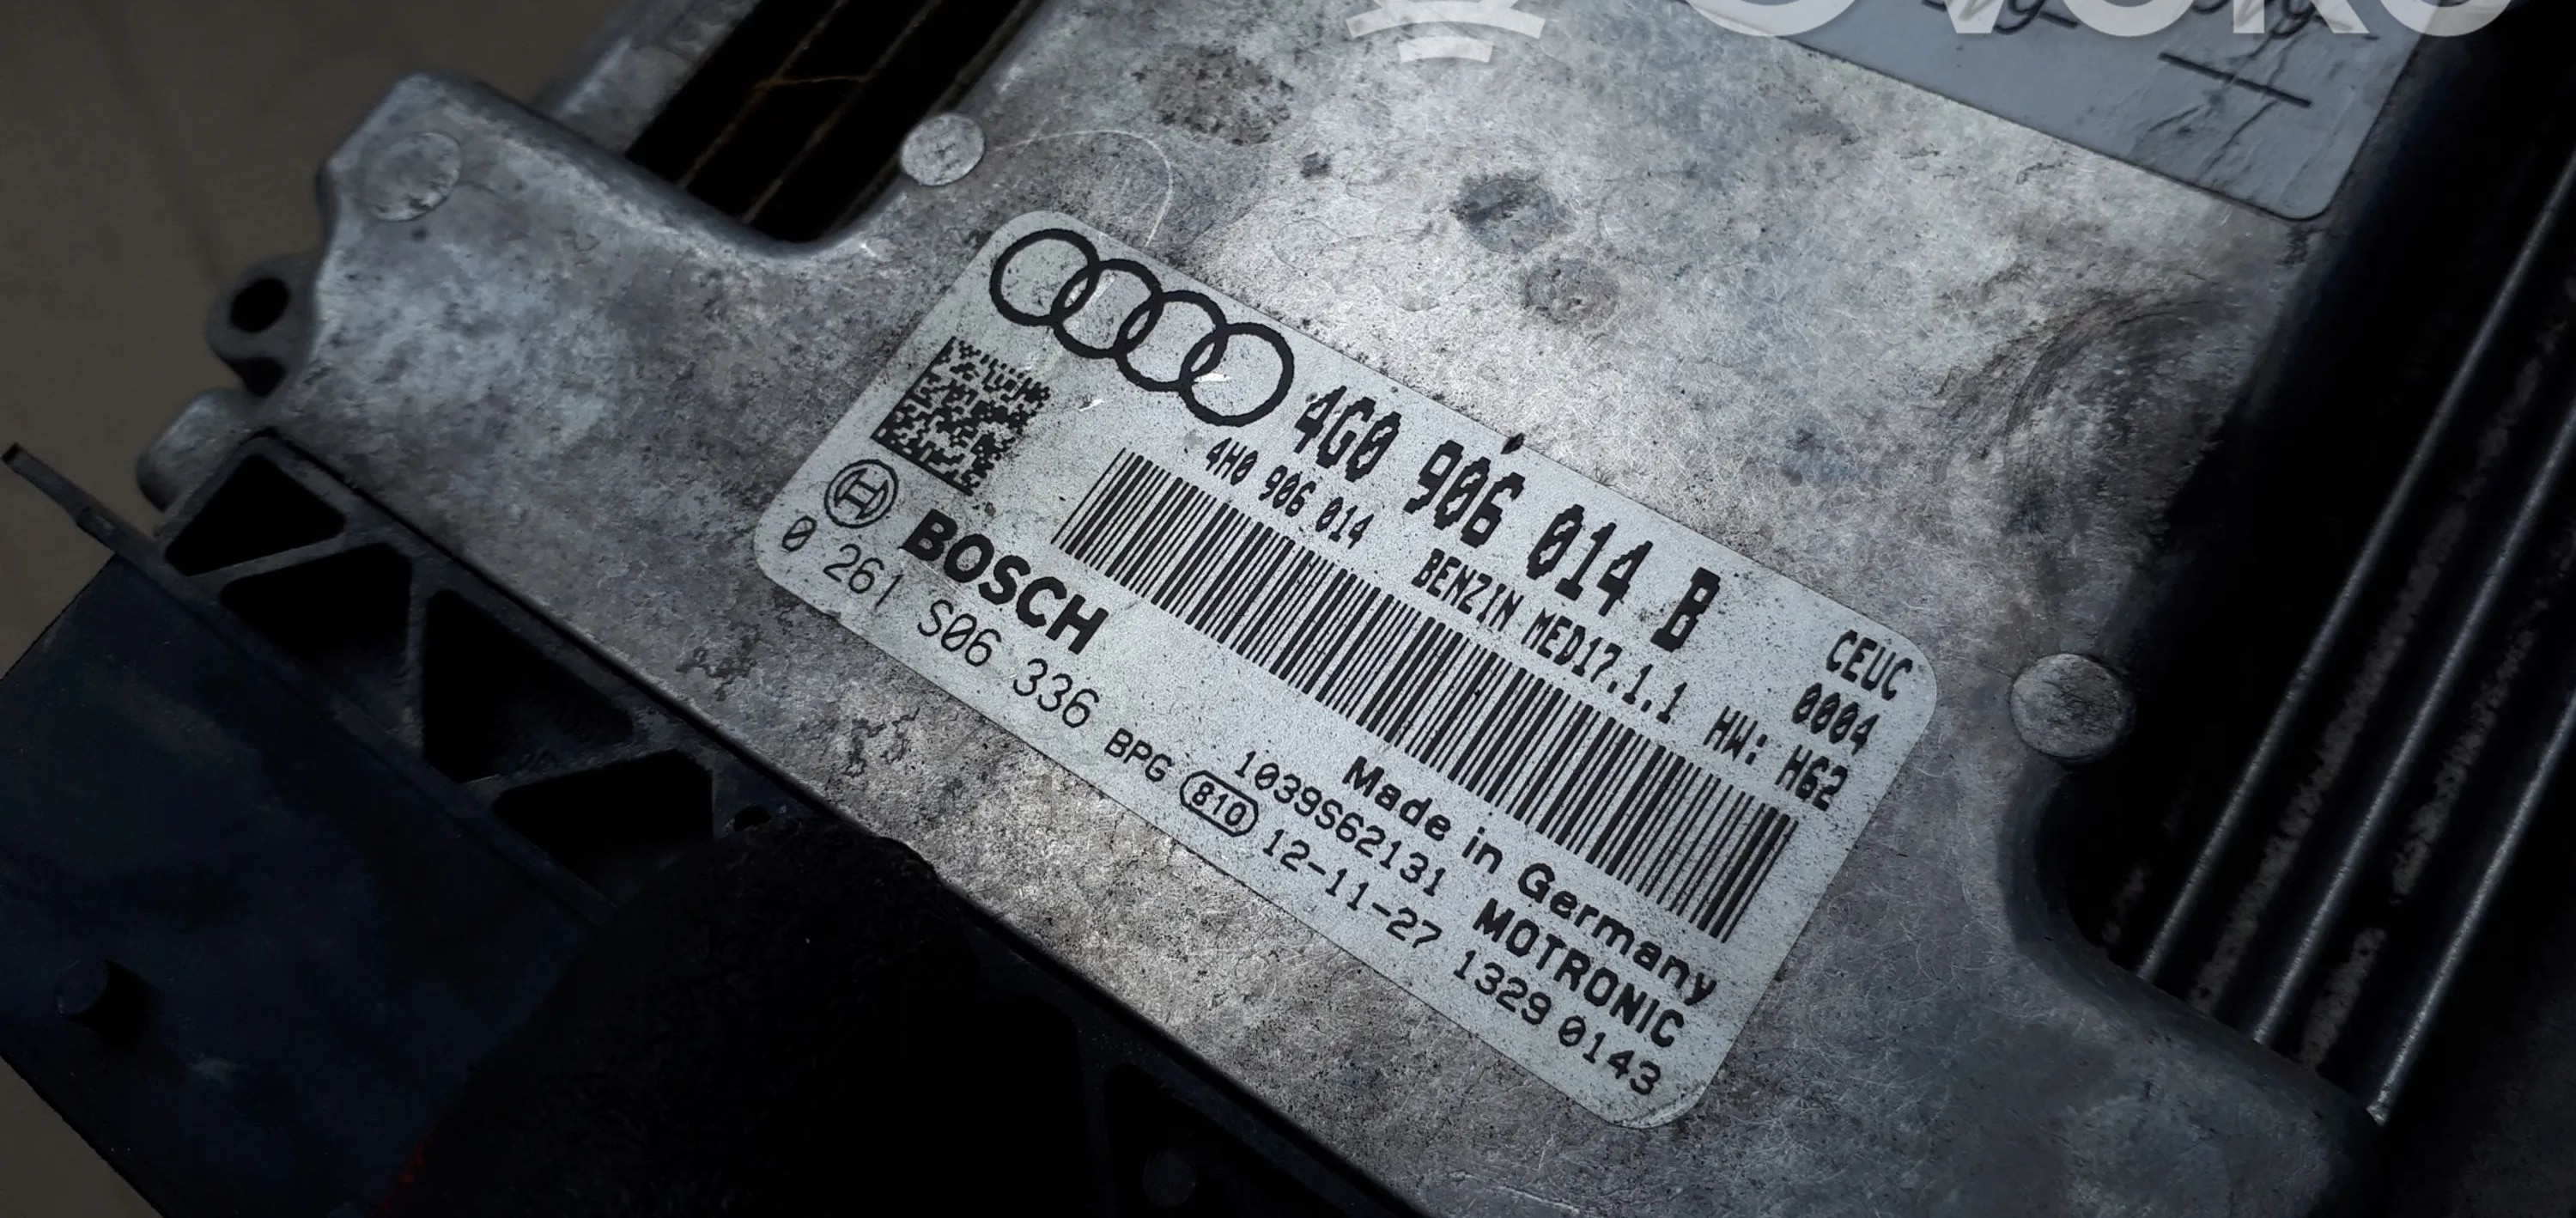 4G0 906 014 B
4H0 906 014 BENZIN MED17.1.1 HW: H62
CEUC
0004
BOSCH
0 261 S06 336
Made in Germany
1039S62131 MOTRONIC
BPG 810 12-11-27 1329 0143